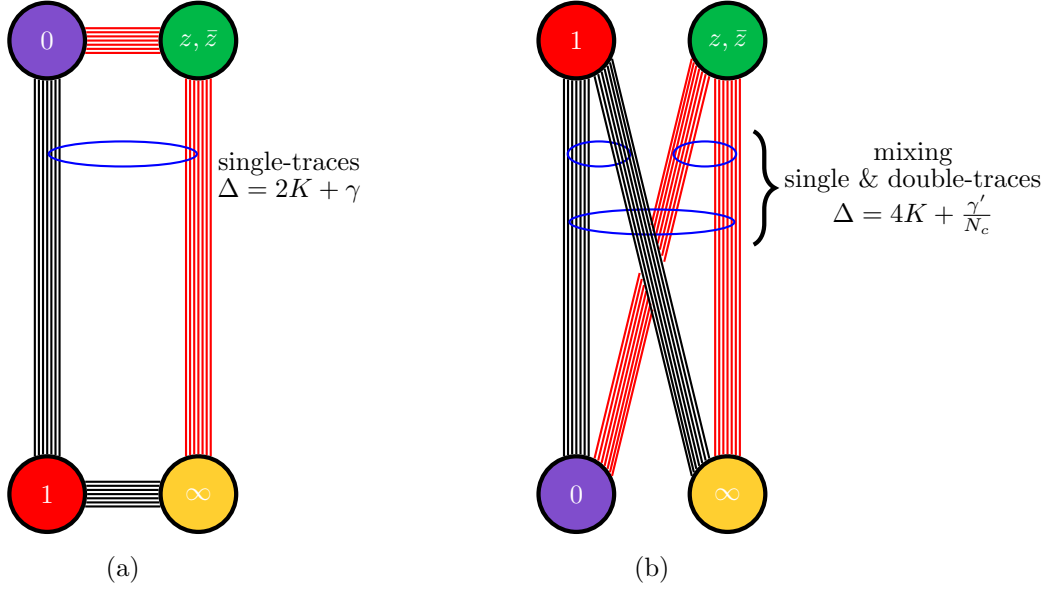 0
z, z̄
single-traces
Δ = 2K + γ
1
∞
(a)
1
z, z̄
mixing
single & double-traces
Δ = 4K + γ′/N_c
0
∞
(b)